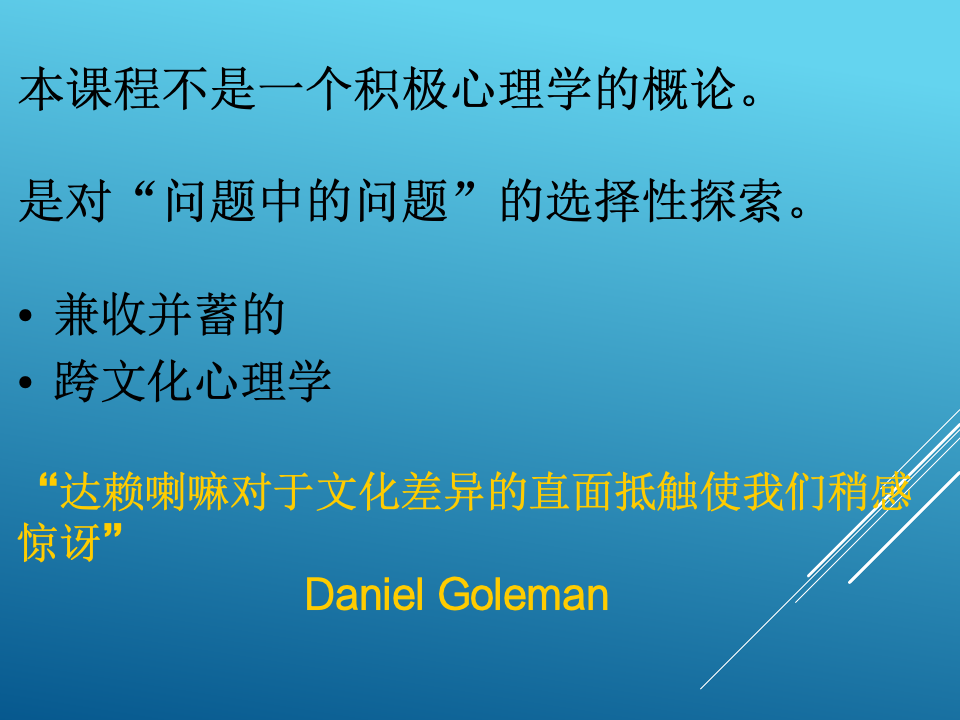 本课程不是一个积极心理学的概论。
是对“问题中的问题”的选择性探索。
• 兼收并蓄的
• 跨文化心理学
“达赖喇嘛对于文化差异的直面抵触使我们稍感
惊讶”
Daniel Goleman